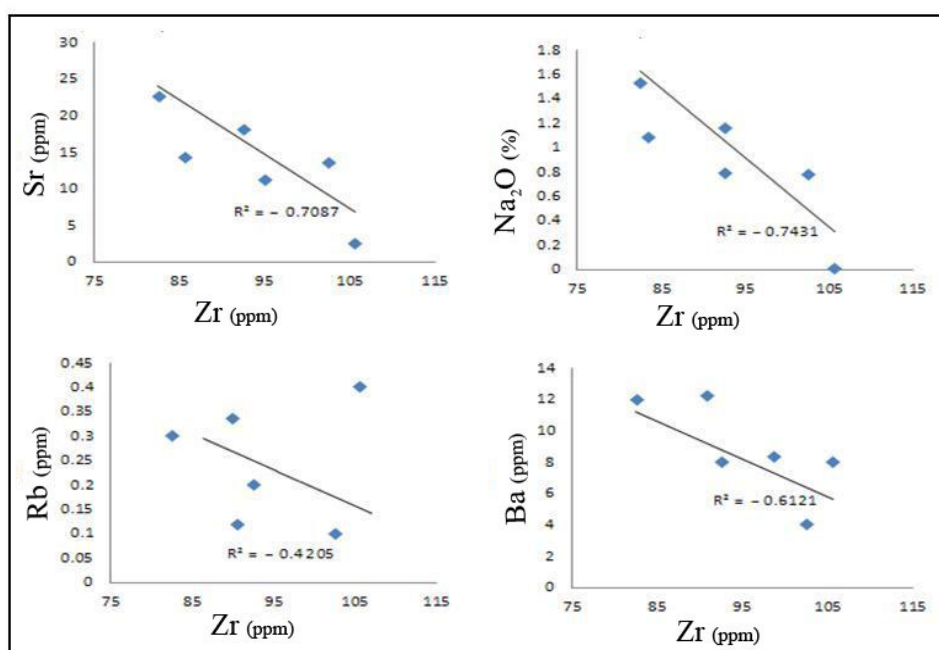 30
25
20
15
10
5
0
Sr (ppm)
R² = – 0.7087
75 85 95 105 115
Zr (ppm)
1.8
1.6
1.4
1.2
1
0.8
0.6
0.4
0.2
0
Na₂O (%)
R² = – 0.7431
75 85 95 105 115
Zr (ppm)
0.45
0.4
0.35
0.3
0.25
0.2
0.15
0.1
0.05
0
Rb (ppm)
R² = – 0.4205
75 85 95 105 115
Zr (ppm)
14
12
10
8
6
4
2
0
Ba (ppm)
R² = – 0.6121
75 85 95 105 115
Zr (ppm)